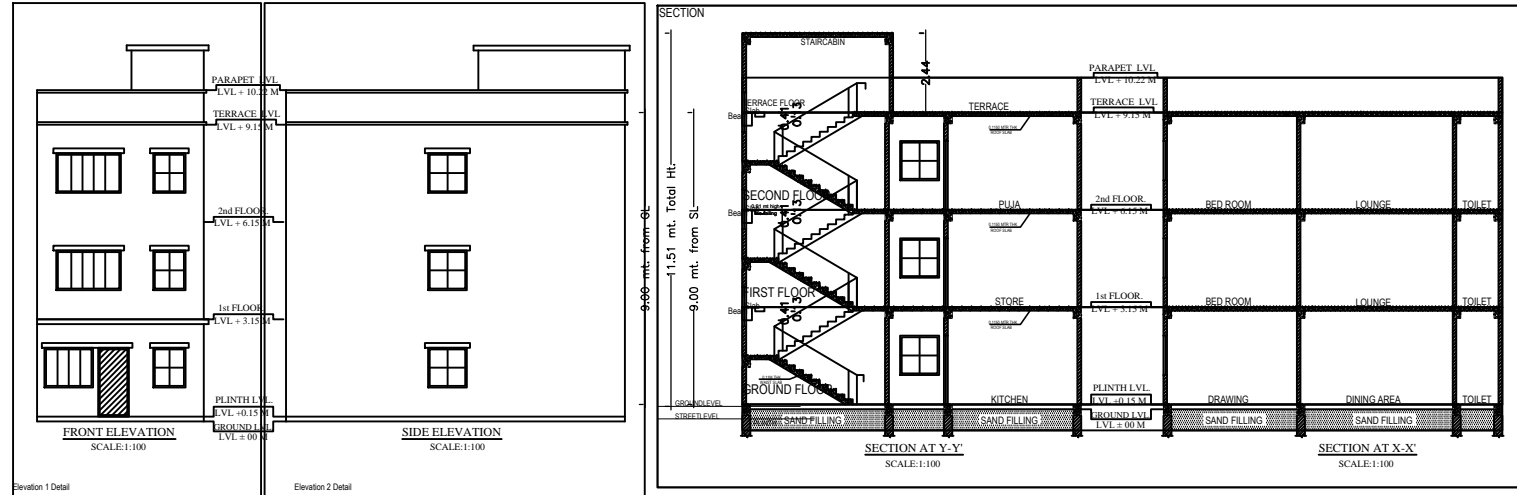 PARAPET LVL
LVL + 10.22 M
TERRACE LVL
LVL + 9.15 M
2nd FLOOR.
LVL + 6.15 M
1st FLOOR.
LVL + 3.15 M
PLINTH LVL.
LVL +0.15 M
GROUND LVL
LVL ± 00 M
FRONT ELEVATION
SCALE:1:100
SIDE ELEVATION
SCALE:1:100
Elevation 1 Detail
Elevation 2 Detail
SECTION
9.00 mt. from GL
11.51 mt. Total Ht.
9.00 mt. from SL
STAIRCABIN
2.44
TERRACE
PUJA
STORE
KITCHEN
SECOND FLOOR
FIRST FLOOR
GROUND FLOOR
GROUNDLEVEL
STREETLEVEL
SAND FILLING
SAND FILLING
SECTION AT Y-Y'
SCALE:1:100
PARAPET LVL
LVL + 10.22 M
TERRACE LVL
LVL + 9.15 M
2nd FLOOR.
LVL + 6.15 M
1st FLOOR.
LVL + 3.15 M
PLINTH LVL.
LVL +0.15 M
GROUND LVL
LVL ± 00 M
BED ROOM
LOUNGE
TOILET
BED ROOM
LOUNGE
TOILET
DRAWING
DINING AREA
TOILET
SAND FILLING
SAND FILLING
SECTION AT X-X'
SCALE:1:100